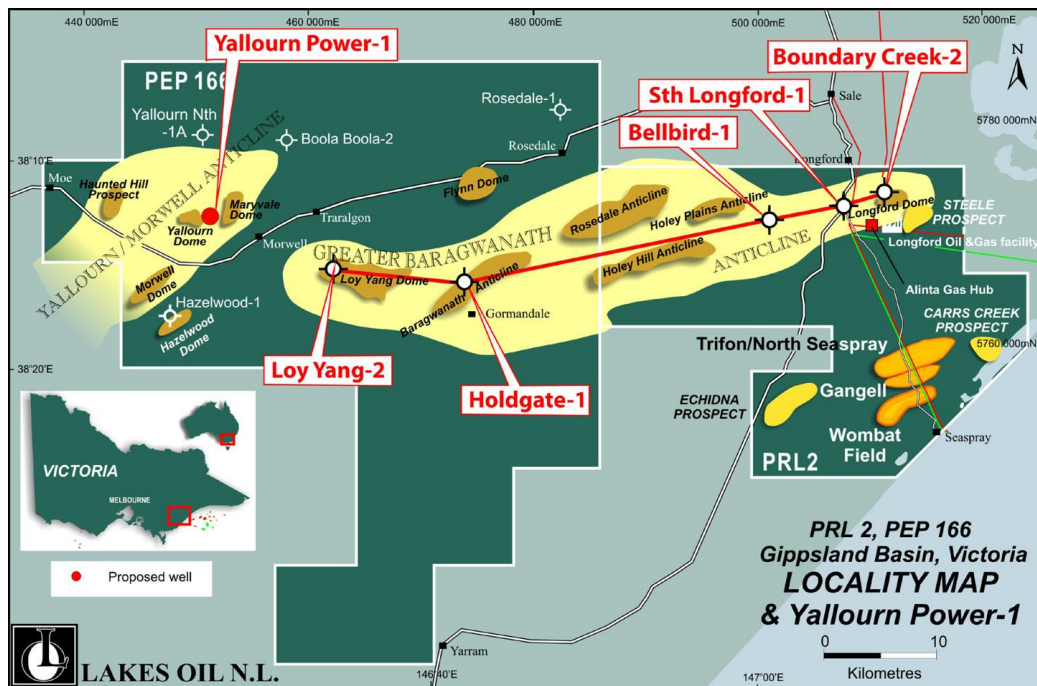 440 000mE
460 000mE
480 000mE
500 000mE
520 000mE
Yallourn Power-1
Boundary Creek-2
N
PEP 166
Sth Longford-1
Rosedale-1
Sale
Yallourn Nth
-1A
Boola Boola-2
Bellbird-1
5780 000mN
38°10'
Rosedale
Longford
Moe
YALLOURN / MORWELL ANTICLINE
Haunted Hill
Prospect
Flynn Dome
Maryvale
Dome
Traralgon
Yallourn
Dome
Rosedale Anticline
Holey Plains Anticline
Longford Dome
STEELE
PROSPECT
Morwell
GREATER BARAGWANATH
ANTICLINE
Longford Oil &Gas facility
Holey Hill Anticline
Morwell
Dome
Loy Yang Dome
Baragwanath Anticline
Alinta Gas Hub
Hazelwood-1
Hazelwood
Dome
Gormandale
CARRS CREEK
PROSPECT
Trifon/North Seaspray
5760 000mN
38°20'
Loy Yang-2
Holdgate-1
Gangell
ECHIDNA
PROSPECT
Wombat
Field
Seaspray
PRL2
VICTORIA
MELBOURNE
Proposed well
PRL 2, PEP 166
Gippsland Basin, Victoria
LOCALITY MAP
& Yallourn Power-1
0
10
Kilometres
Yarram
LAKES OIL N.L.
146°40'E
147°00'E